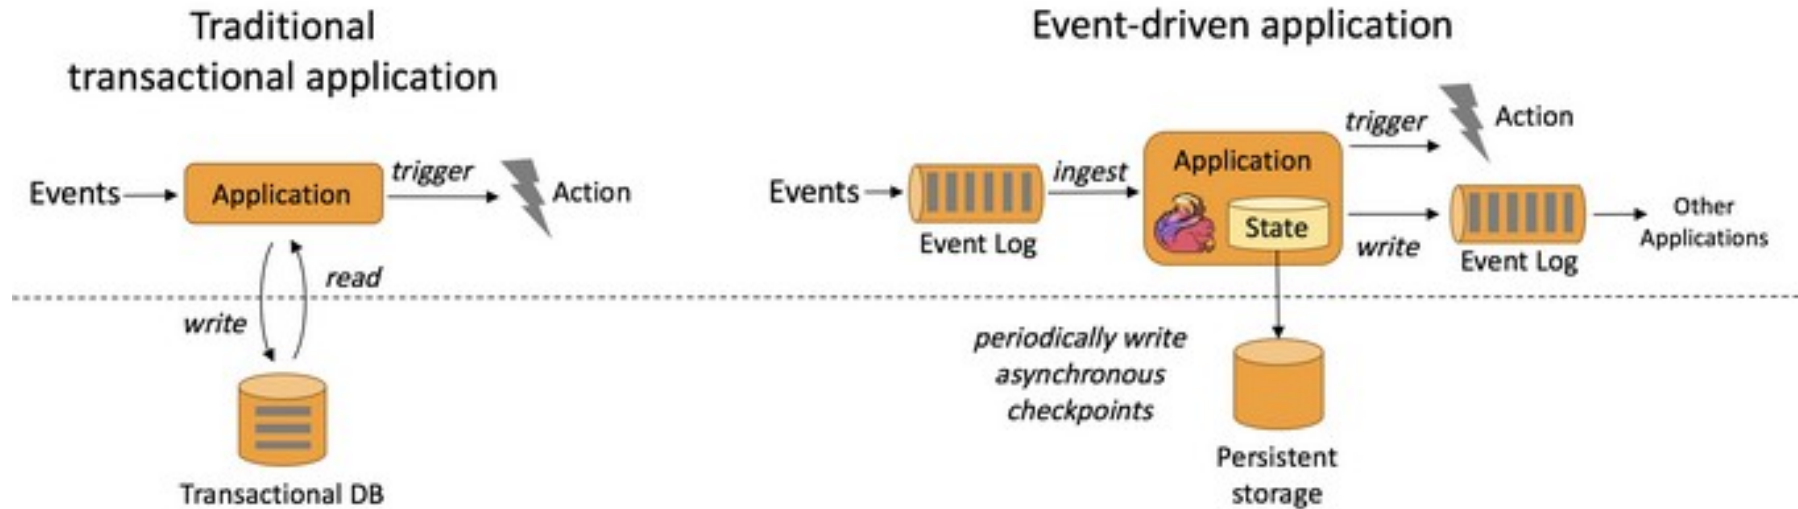 Traditional
transactional application
Events
Application
trigger
Action
read
write
Transactional DB
Event-driven application
Events
Event Log
ingest
Application
State
trigger
Action
write
Event Log
Other
Applications
periodically write
asynchronous
checkpoints
Persistent
storage